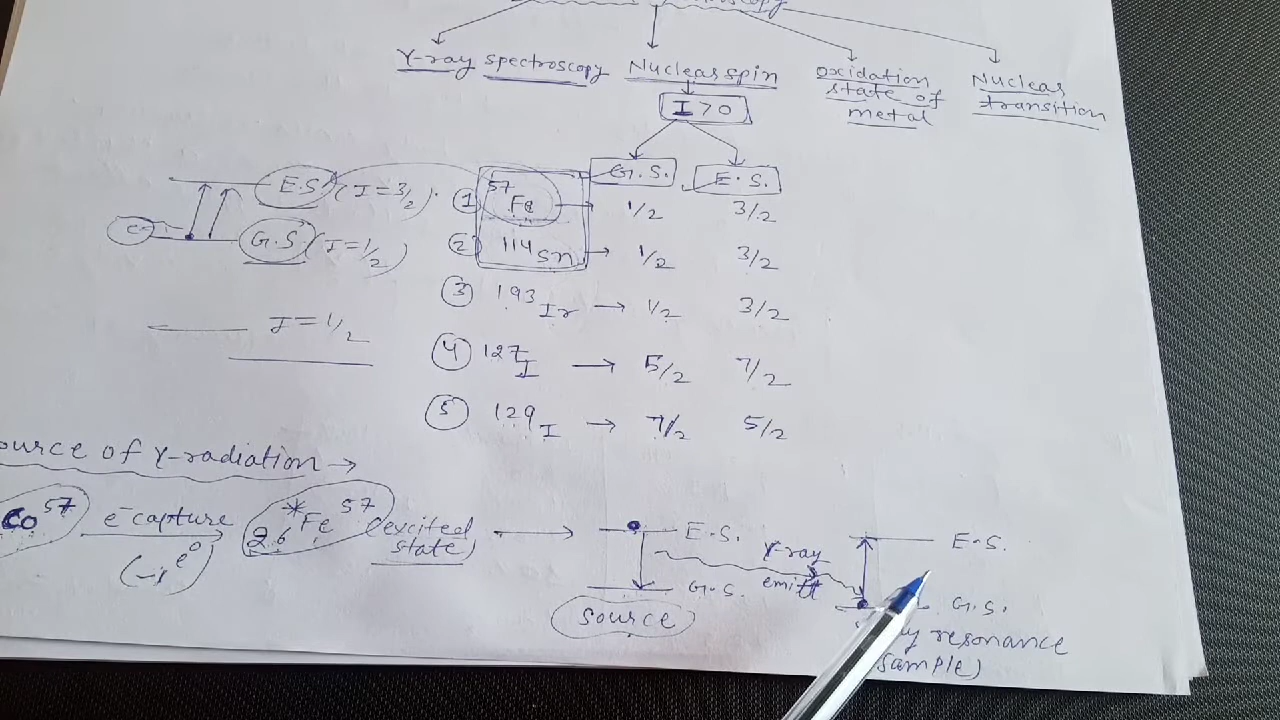 γ-ray spectroscopy Nuclear spin oxidation state of metal Nuclear transition
I > 0
G.S. E.S.
E.S (I=3/2).
G.S (I=1/2)
① 57Fe → 1/2 3/2
② 114Sn → 1/2 3/2
③ 193Ir → 1/2 3/2
④ 127I → 5/2 7/2
⑤ 129I → 7/2 5/2
I=1/2
ource of γ-radiation →
Co57 e⁻capture (-1e0) 26*Fe57 (excited state) →
E.S.
G.S.
source
γ-ray emitt
E.S.
G.S.
resonance
sample)